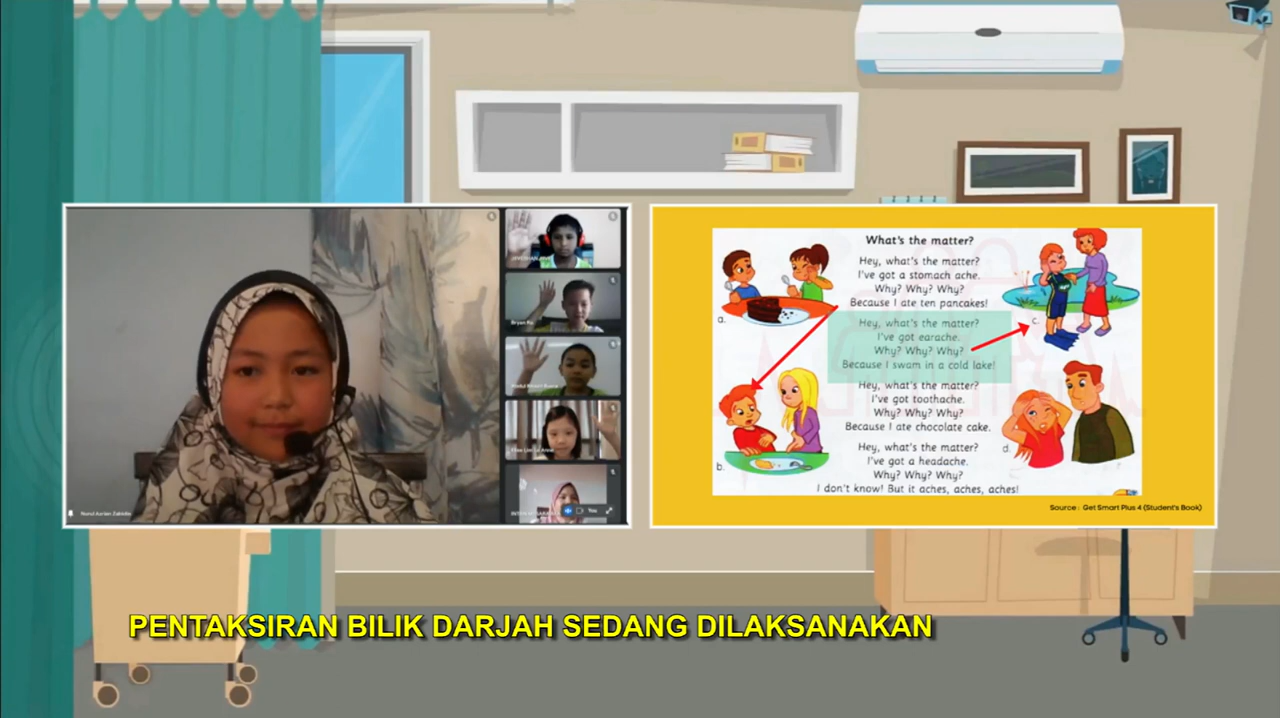 Nurul Aurien Zakkile
Bryan Ro
You
What's the matter?
Hey, what's the matter?
I've got a stomach ache.
Why? Why? Why?
Because I ate ten pancakes!
a.
Hey, what's the matter?
I've got earache.
Why? Why? Why?
Because I swam in a cold lake!
c.
Hey, what's the matter?
I've got toothache.
Why? Why? Why?
Because I ate chocolate cake.
b.
Hey, what's the matter?
I've got a headache.
Why? Why? Why?
I don't know! But it aches, aches, aches!
d.
Source : Get Smart Plus 4 (Student's Book)
PENTAKSIRAN BILIK DARJAH SEDANG DILAKSANAKAN